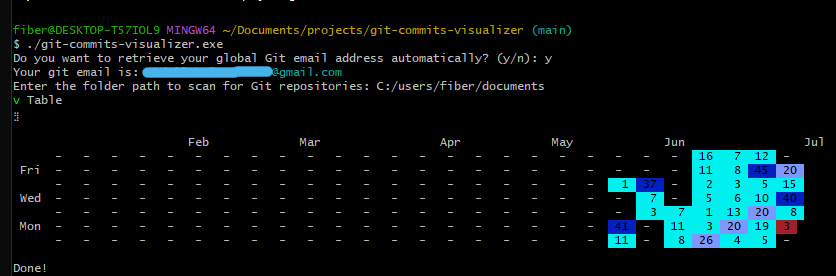 fiber@DESKTOP-T57IOL9 MINGW64 ~/Documents/projects/git-commits-visualizer (main)
$ ./git-commits-visualizer.exe
Do you want to retrieve your global Git email address automatically? (y/n): y
Your git email is: @gmail.com
Enter the folder path to scan for Git repositories: C:/users/fiber/documents
v Table
Feb Mar Apr May Jun Jul
- - - - - - - - - - - - - - - - - - - - - - 16 7 12 -
Fri - - - - - - - - - - - - - - - - - - - - - - 11 8 45 20
- - - - - - - - - - - - - - - - - - - 1 37 - 2 3 5 15
Wed - - - - - - - - - - - - - - - - - - - - 7 - 5 6 10 40
- - - - - - - - - - - - - - - - - - - - 3 7 1 13 20 8
Mon - - - - - - - - - - - - - - - - - - - 41 - 11 3 20 19 3
- - - - - - - - - - - - - - - - - - - 11 - 8 26 4 5 -
Done!